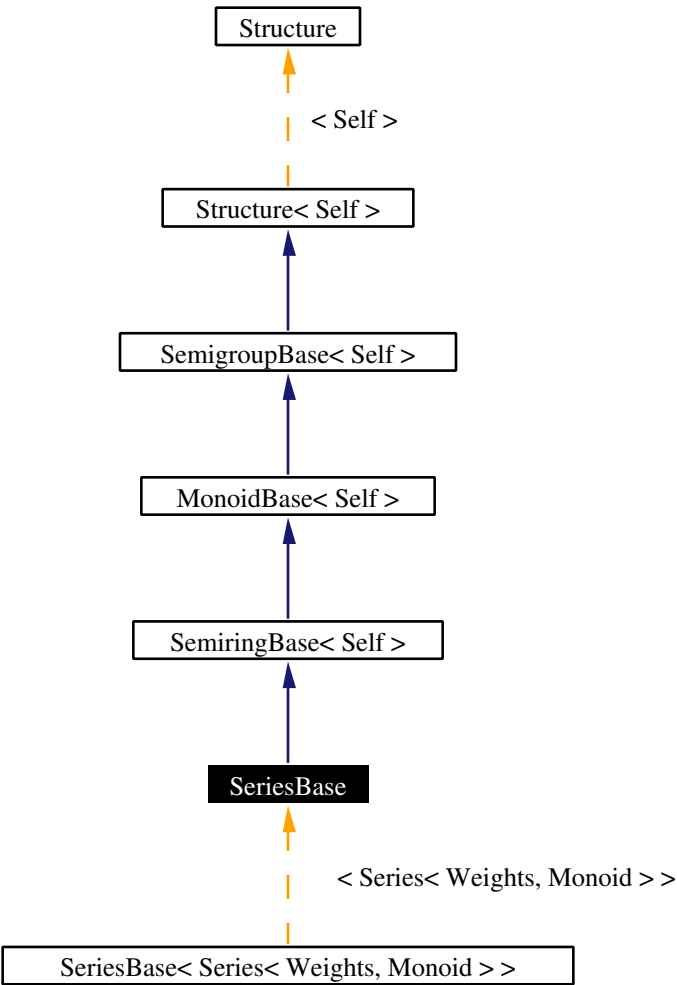 Structure
< Self >
Structure< Self >
SemigroupBase< Self >
MonoidBase< Self >
SemiringBase< Self >
SeriesBase
< Series< Weights, Monoid > >
SeriesBase< Series< Weights, Monoid > >